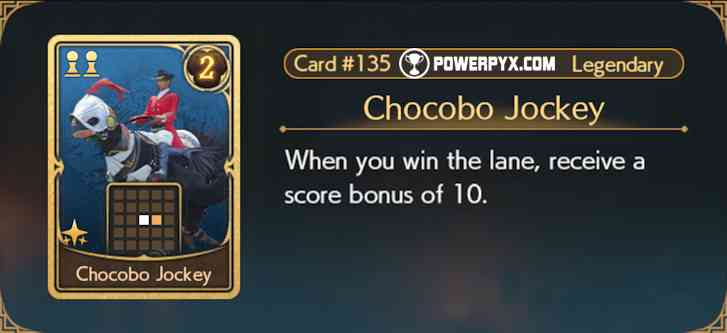 2
Chocobo Jockey
Card #135 POWERPYX.COM Legendary
Chocobo Jockey
When you win the lane, receive a
score bonus of 10.